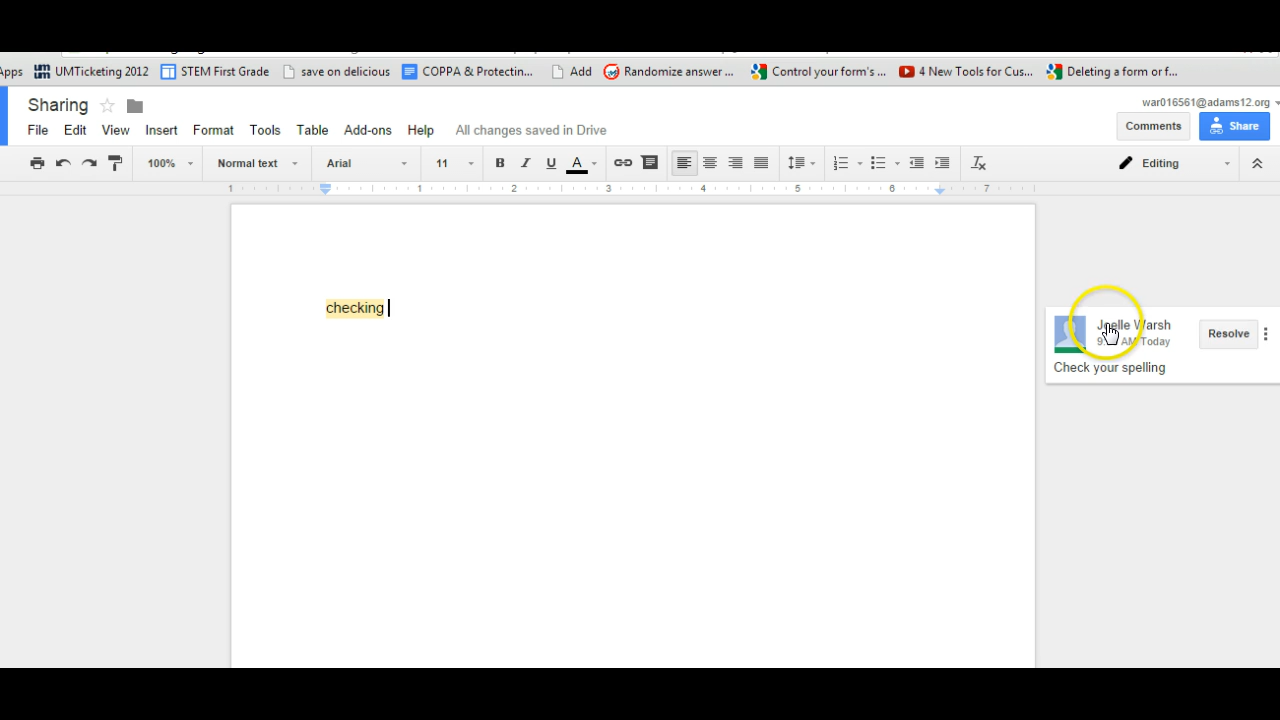 Apps UMTicketing 2012 STEM First Grade save on delicious COPPA & Protectin... Add Randomize answer ... Control your form's ... 4 New Tools for Cus... Deleting a form or f...
Sharing
war016561@adams12.org
File Edit View Insert Format Tools Table Add-ons Help All changes saved in Drive
Comments Share
100% Normal text Arial 11 B I U A Editing
1 1 2 3 4 5 6 7
checking
Joelle Warsh
AM Today
Resolve
Check your spelling